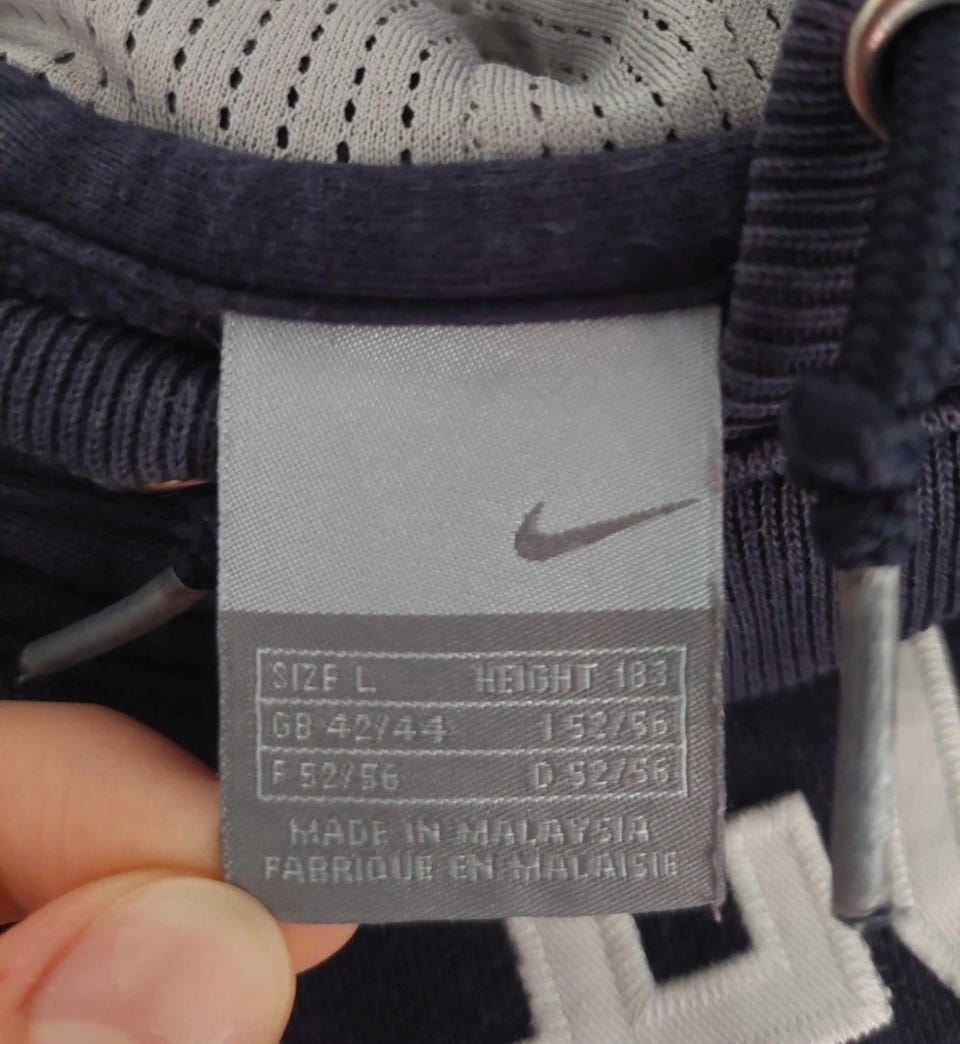 SIZE L HEIGHT 183
GB 42/44 I 52/56
F 52/56 D 52/56
MADE IN MALAYSIA
FABRIQUE EN MALAISIE